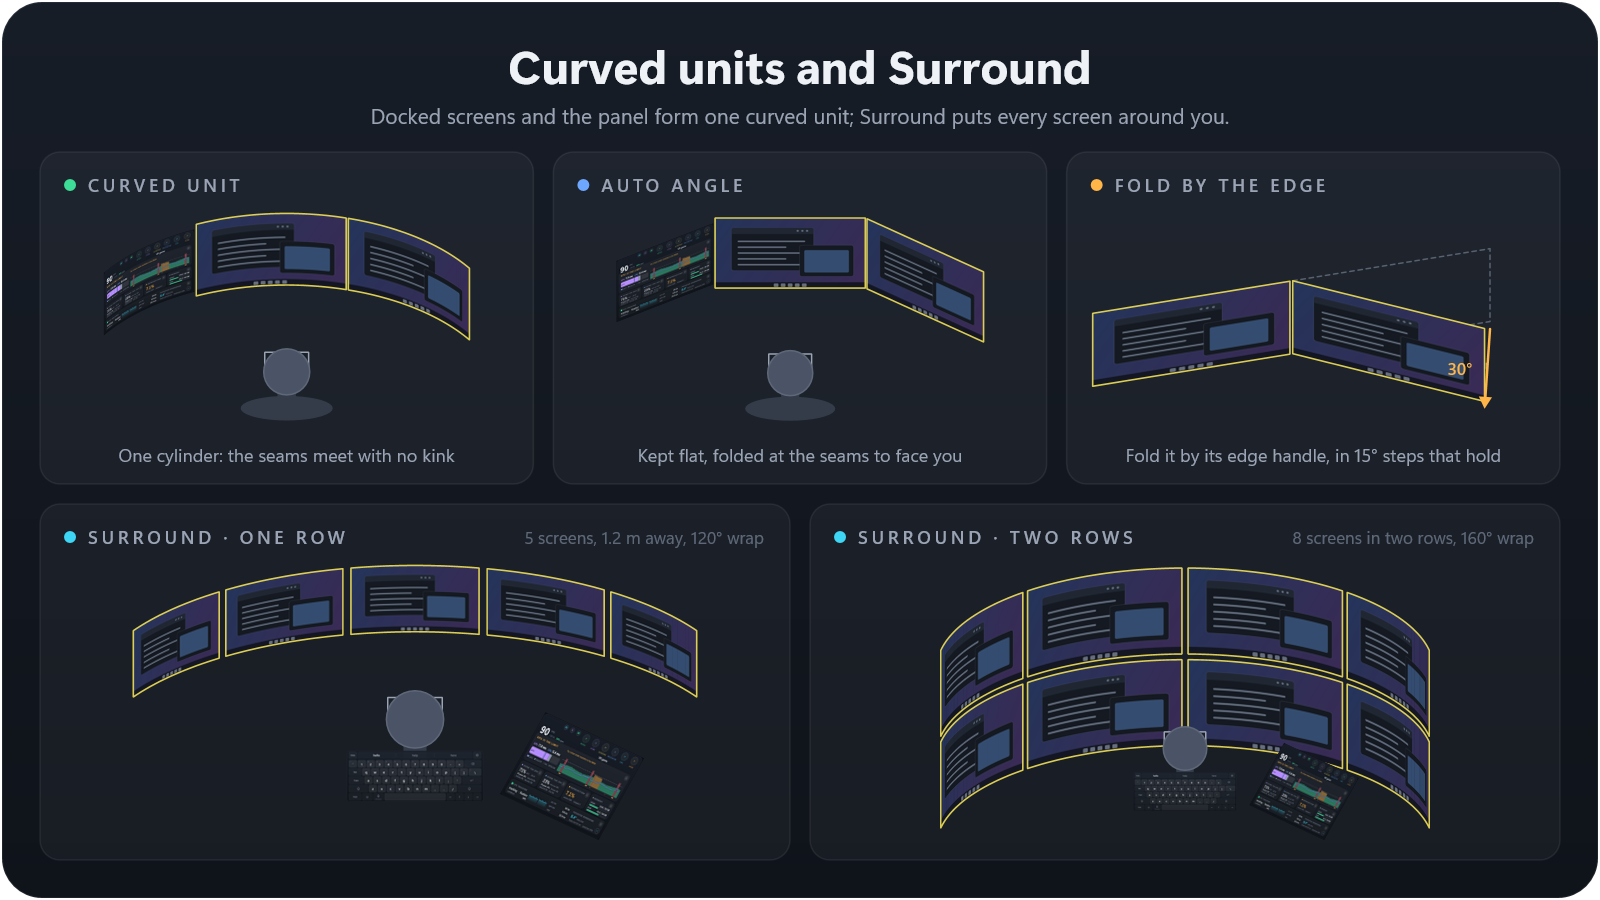 Curved units and Surround
Docked screens and the panel form one curved unit; Surround puts every screen around you.
CURVED UNIT
AUTO ANGLE
FOLD BY THE EDGE
90
90
30°
One cylinder: the seams meet with no kink
Kept flat, folded at the seams to face you
Fold it by its edge handle, in 15° steps that hold
SURROUND · ONE ROW
5 screens, 1.2 m away, 120° wrap
SURROUND · TWO ROWS
8 screens in two rows, 160° wrap
90
90